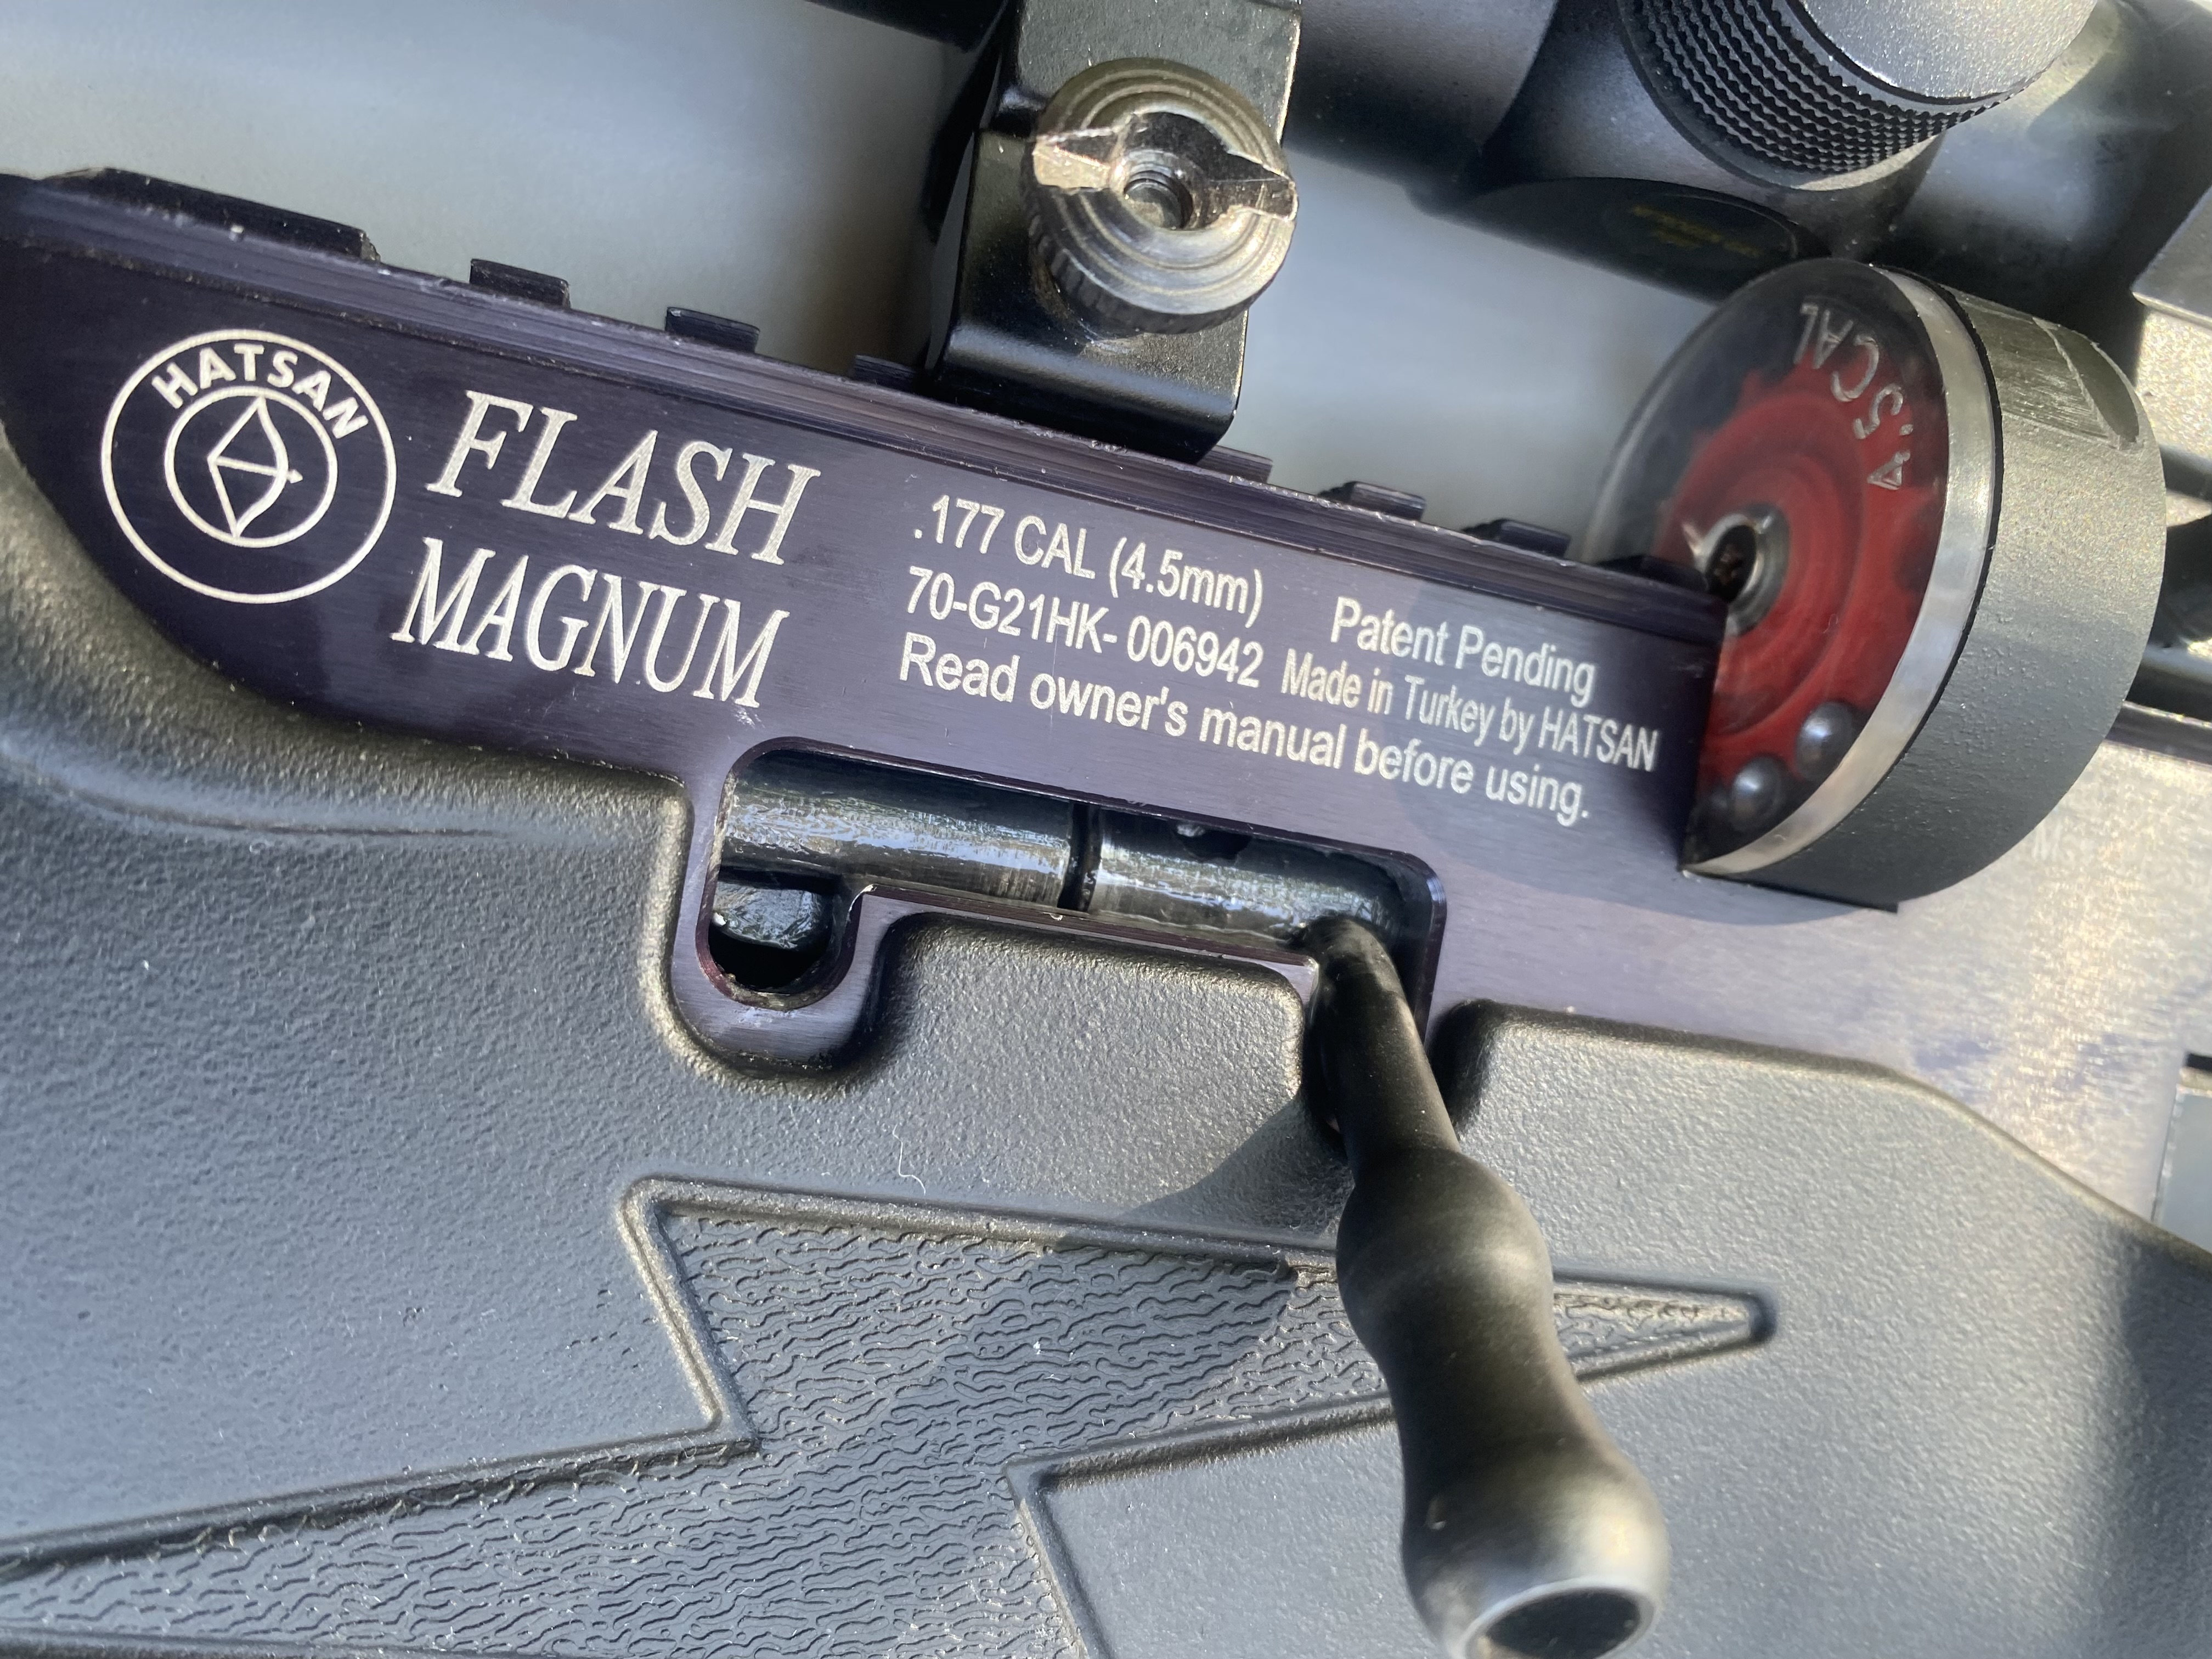 HATSAN
FLASH
MAGNUM
.177 CAL (4.5mm)
70-G21HK- 006942
Patent Pending
Made in Turkey by HATSAN
Read owner's manual before using.
4.5CAL